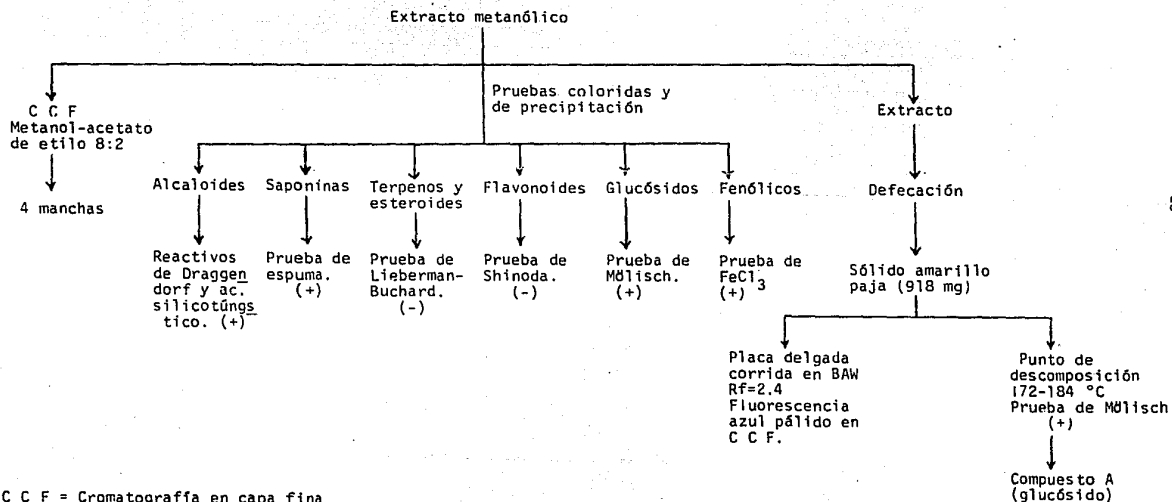 Extracto metanólico
C C F
Metanol-acetato
de etilo 8:2
4 manchas
Pruebas coloridas y
de precipitación
Alcaloides
Reactivos
de Draggen
dorf y ac.
silicotúngs
tico. (+)
Saponinas
Prueba de
espuma.
(+)
Terpenos y
esteroides
Prueba de
Lieberman-
Buchard.
(-)
Flavonoides
Prueba de
Shinoda.
(-)
Glucósidos
Prueba de
Mölisch.
(+)
Fenólicos
Prueba de
FeCl3
(+)
Extracto
Defecación
Sólido amarillo
paja (918 mg)
Placa delgada
corrida en BAW
Rf=2.4
Fluorescencia
azul pálido en
C C F.
Punto de
descomposición
172-184 °C
Prueba de Mölisch
(+)
Compuesto A
(glucósido)
C C F = Cromatografía en capa fina